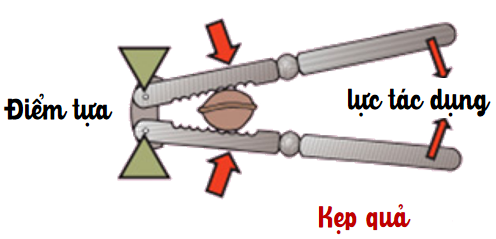 Điểm tựa
lực tác dụng
Kẹp quả